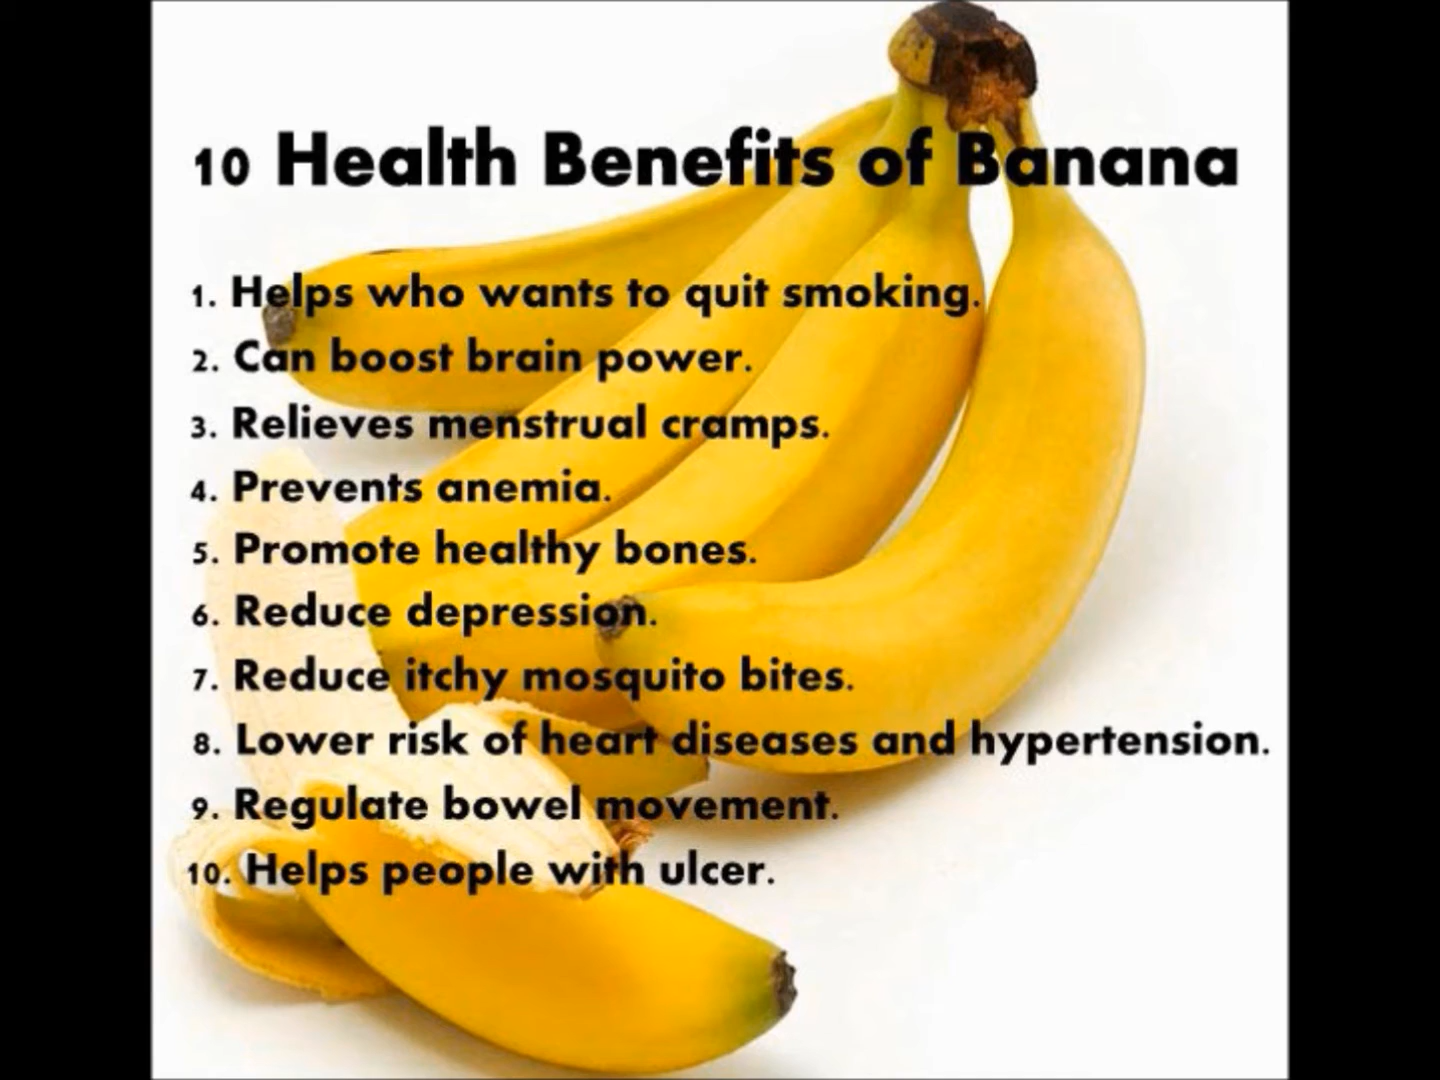 10 Health Benefits of Banana
1. Helps who wants to quit smoking.
2. Can boost brain power.
3. Relieves menstrual cramps.
4. Prevents anemia.
5. Promote healthy bones.
6. Reduce depression.
7. Reduce itchy mosquito bites.
8. Lower risk of heart diseases and hypertension.
9. Regulate bowel movement.
10. Helps people with ulcer.